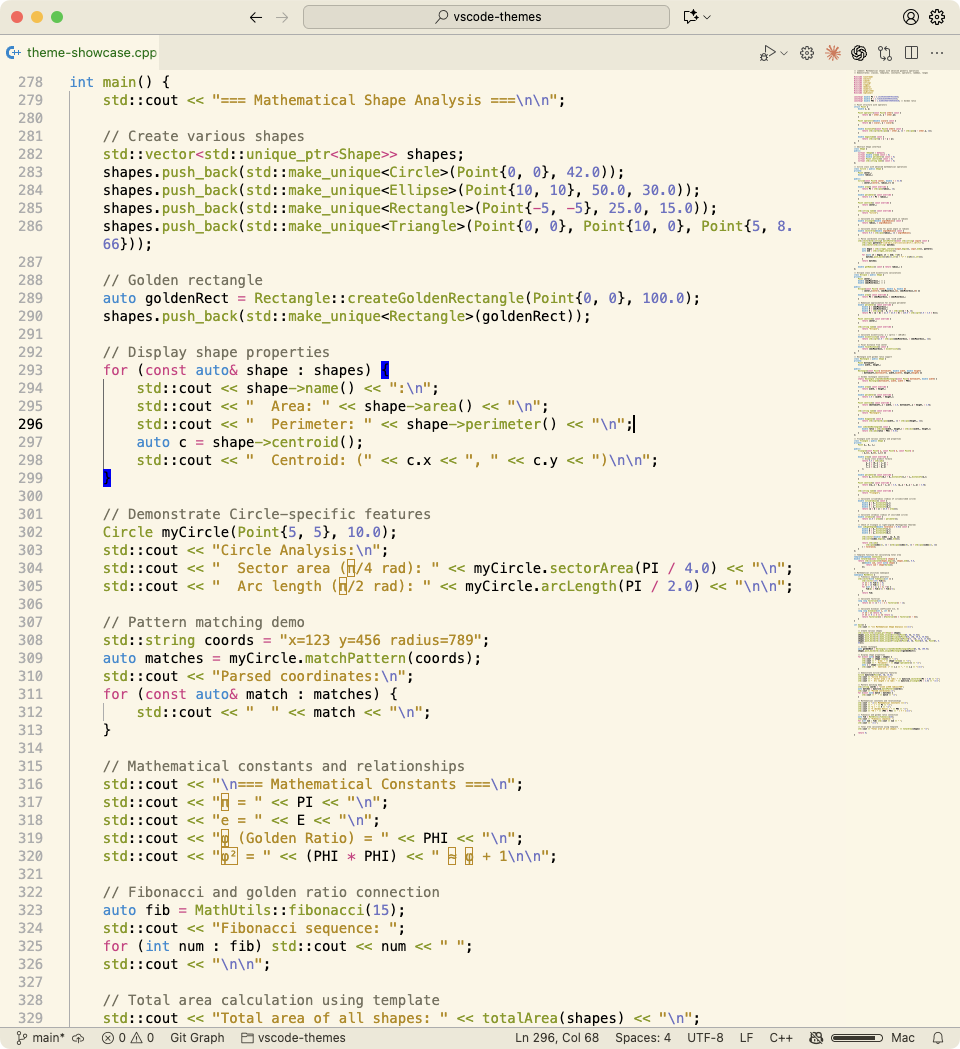 vscode-themes
theme-showcase.cpp
278 int main() {
279     std::cout << "=== Mathematical Shape Analysis ===\n\n";
280
281     // Create various shapes
282     std::vector<std::unique_ptr<Shape>> shapes;
283     shapes.push_back(std::make_unique<Circle>(Point{0, 0}, 42.0));
284     shapes.push_back(std::make_unique<Ellipse>(Point{10, 10}, 50.0, 30.0));
285     shapes.push_back(std::make_unique<Rectangle>(Point{-5, -5}, 25.0, 15.0));
286     shapes.push_back(std::make_unique<Triangle>(Point{0, 0}, Point{10, 0}, Point{5, 8.
    66}));
287
288     // Golden rectangle
289     auto goldenRect = Rectangle::createGoldenRectangle(Point{0, 0}, 100.0);
290     shapes.push_back(std::make_unique<Rectangle>(goldenRect));
291
292     // Display shape properties
293     for (const auto& shape : shapes) {
294         std::cout << shape->name() << ":\n";
295         std::cout << "  Area: " << shape->area() << "\n";
296         std::cout << "  Perimeter: " << shape->perimeter() << "\n";
297         auto c = shape->centroid();
298         std::cout << "  Centroid: (" << c.x << ", " << c.y << ")\n\n";
299     }
300
301     // Demonstrate Circle-specific features
302     Circle myCircle(Point{5, 5}, 10.0);
303     std::cout << "Circle Analysis:\n";
304     std::cout << "  Sector area (π/4 rad): " << myCircle.sectorArea(PI / 4.0) << "\n";
305     std::cout << "  Arc length (π/2 rad): " << myCircle.arcLength(PI / 2.0) << "\n\n";
306
307     // Pattern matching demo
308     std::string coords = "x=123 y=456 radius=789";
309     auto matches = myCircle.matchPattern(coords);
310     std::cout << "Parsed coordinates:\n";
311     for (const auto& match : matches) {
312         std::cout << "  " << match << "\n";
313     }
314
315     // Mathematical constants and relationships
316     std::cout << "\n=== Mathematical Constants ===\n";
317     std::cout << "π = " << PI << "\n";
318     std::cout << "e = " << E << "\n";
319     std::cout << "φ (Golden Ratio) = " << PHI << "\n";
320     std::cout << "φ² = " << (PHI * PHI) << " ≈ φ + 1\n\n";
321
322     // Fibonacci and golden ratio connection
323     auto fib = MathUtils::fibonacci(15);
324     std::cout << "Fibonacci sequence: ";
325     for (int num : fib) std::cout << num << " ";
326     std::cout << "\n\n";
327
328     // Total area calculation using template
329     std::cout << "Total area of all shapes: " << totalArea(shapes) << "\n";
main* 0 0 Git Graph vscode-themes Ln 296, Col 68 Spaces: 4 UTF-8 LF C++ Mac